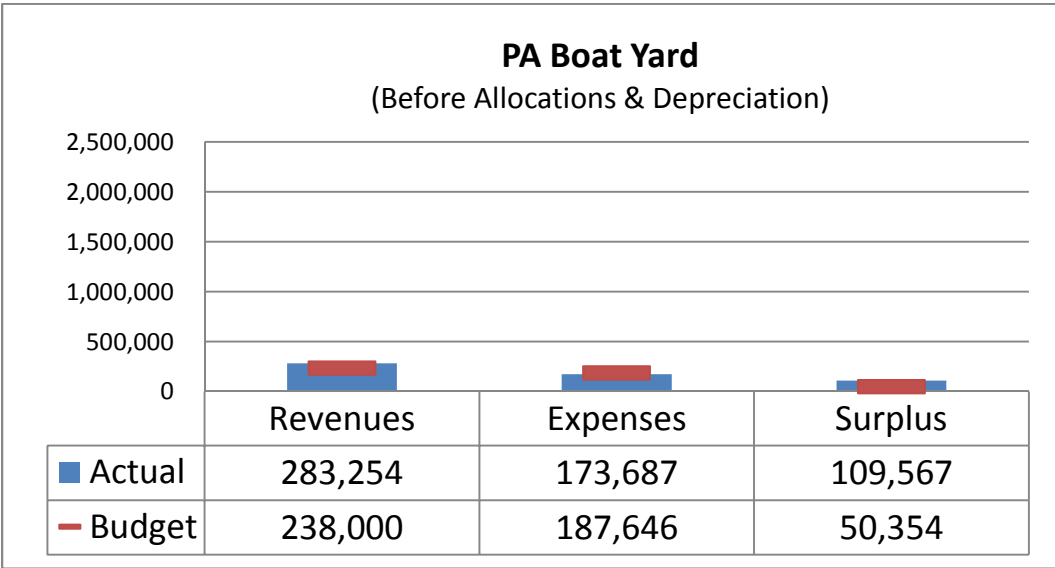 PA Boat Yard
(Before Allocations & Depreciation)
2,500,000
2,000,000
1,500,000
1,000,000
500,000
0
Revenues Expenses Surplus
Actual 283,254 173,687 109,567
Budget 238,000 187,646 50,354